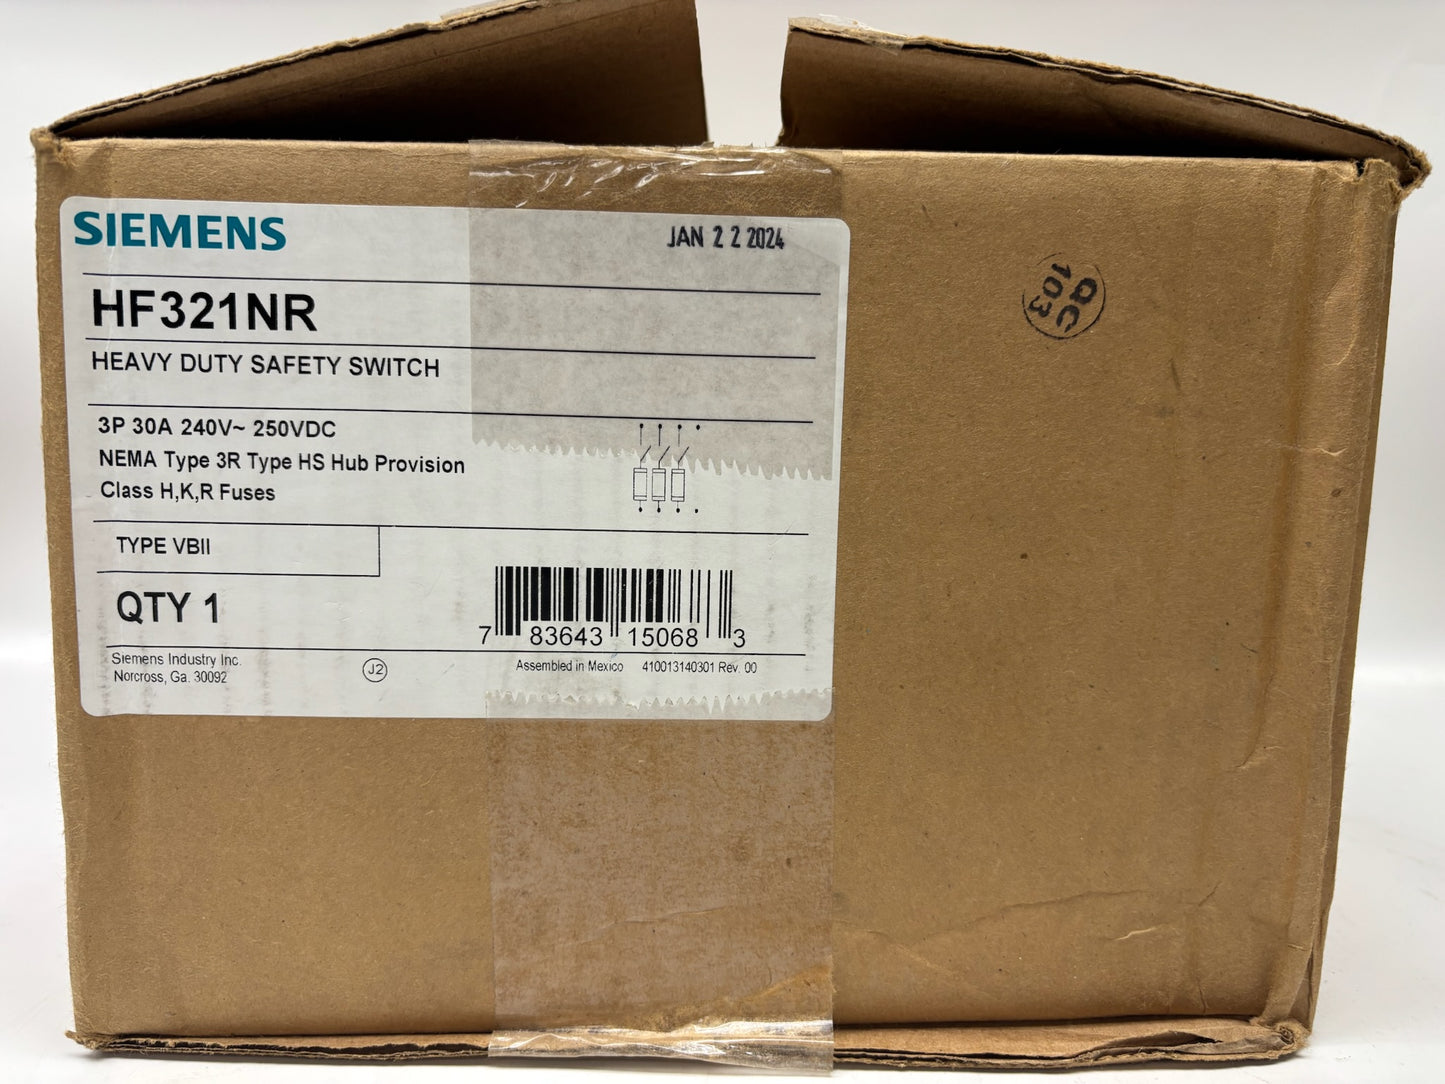 SIEMENS
JAN 22 2024
HF321NR
HEAVY DUTY SAFETY SWITCH
3P 30A 240V~ 250VDC
NEMA Type 3R Type HS Hub Provision
Class H,K,R Fuses
TYPE VBII
QTY 1
7 83643 15068 3
Siemens Industry Inc.
Norcross, Ga. 30092
J2
Assembled in Mexico 410013140301 Rev. 00
QC
103